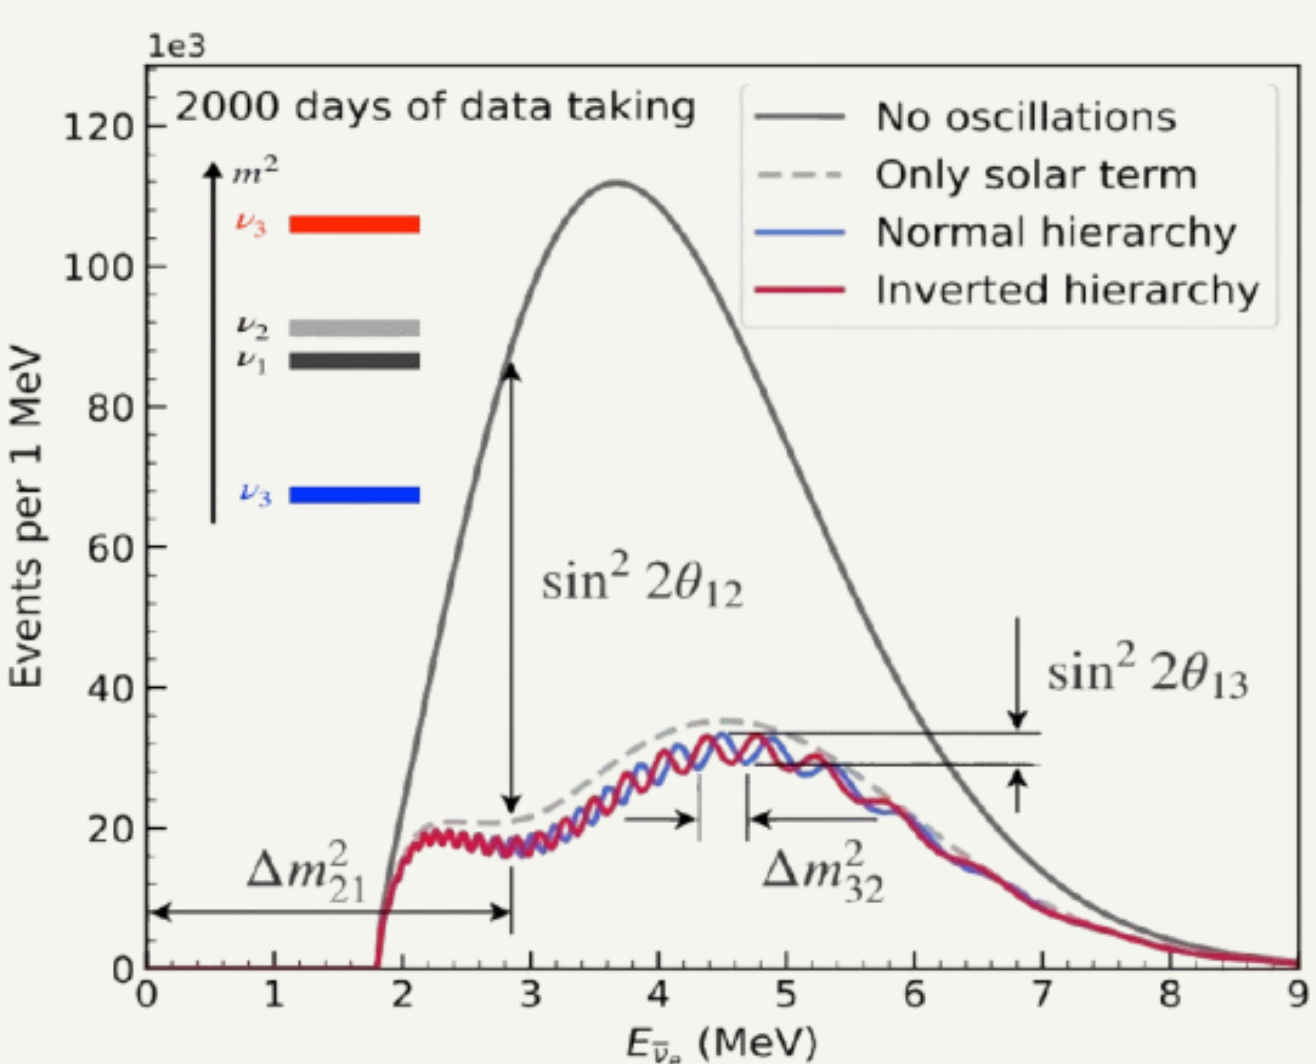 1e3
2000 days of data taking
No oscillations
Only solar term
Normal hierarchy
Inverted hierarchy
m²
ν₃
ν₂
ν₁
ν₃
sin² 2θ₁₂
sin² 2θ₁₃
Δm²₂₁
Δm²₃₂
120
100
80
60
40
20
0
0 1 2 3 4 5 6 7 8 9
Events per 1 MeV
E_ν̅ₑ (MeV)